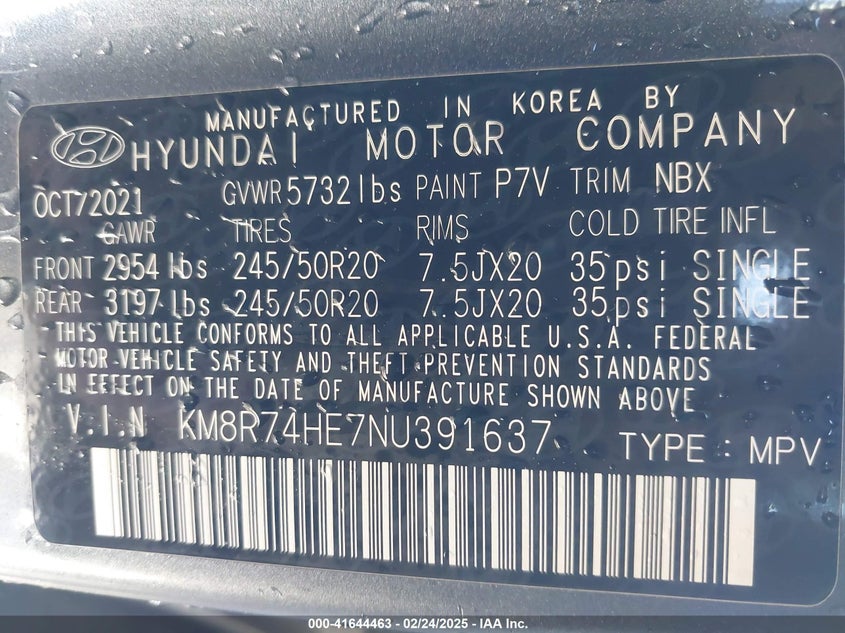 MANUFACTURED IN KOREA BY
HYUNDAI MOTOR COMPANY
OCT/2021 GVWR 5732 lbs PAINT P7V TRIM NBX
GAWR TIRES RIMS COLD TIRE INFL
FRONT 2954 lbs 245/50R20 7.5JX20 35psi SINGLE
REAR 3197 lbs 245/50R20 7.5JX20 35psi SINGLE
THIS VEHICLE CONFORMS TO ALL APPLICABLE U.S.A. FEDERAL
MOTOR VEHICLE SAFETY AND THEFT PREVENTION STANDARDS
IN EFFECT ON THE DATE OF MANUFACTURE SHOWN ABOVE
V.I.N KM8R74HE7NU391637 TYPE : MPV
000-41644463 - 02/24/2025 - IAA Inc.